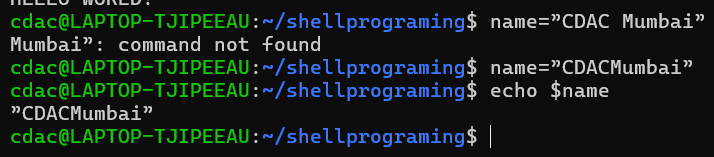 HELLO WORLD!
cdac@LAPTOP-TJIPEEAU:~/shellprograming$ name=”CDAC Mumbai”
Mumbai”: command not found
cdac@LAPTOP-TJIPEEAU:~/shellprograming$ name=”CDACMumbai”
cdac@LAPTOP-TJIPEEAU:~/shellprograming$ echo $name
”CDACMumbai”
cdac@LAPTOP-TJIPEEAU:~/shellprograming$